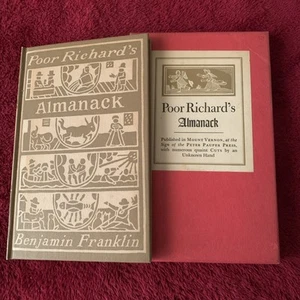 Poor Richard's
Almanack
Benjamin Franklin
Poor Richard's
Almanack
Published in MOUNT VERNON, at the
Sign of the PETER PAUPER PRESS,
with numerous quaint CUTS by an
Unknown Hand